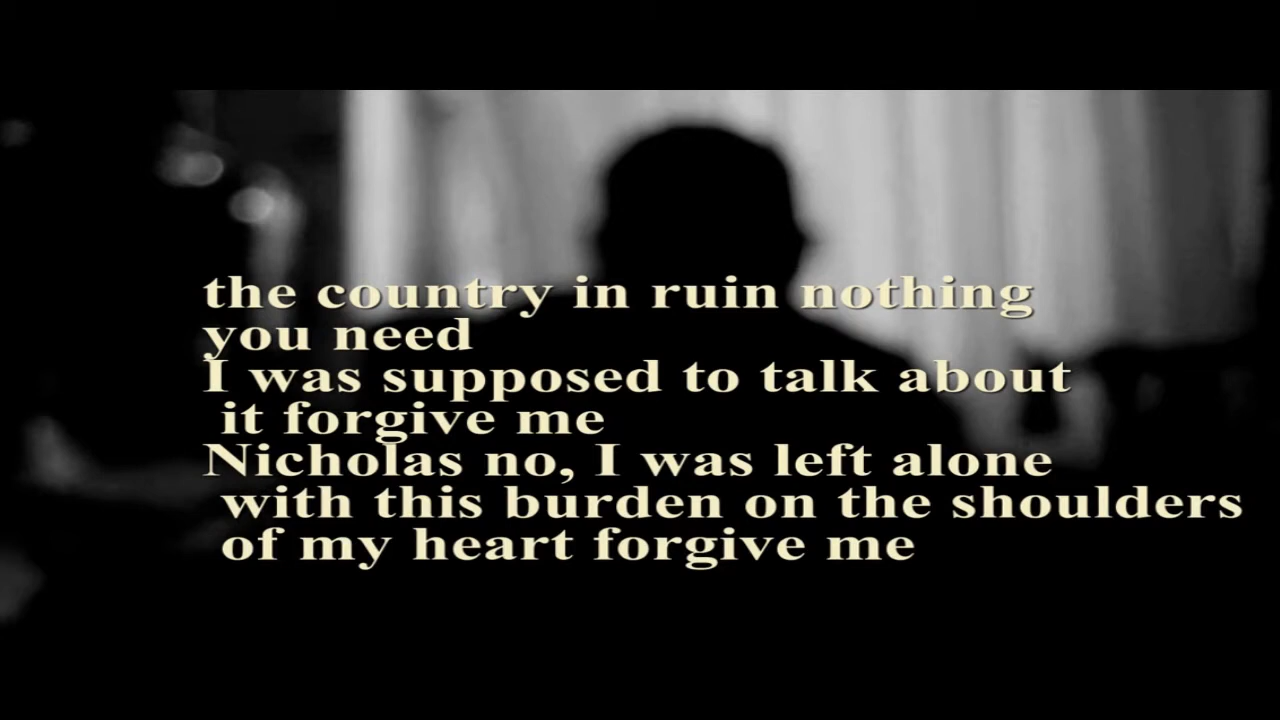 the country in ruin nothing
you need
I was supposed to talk about
it forgive me
Nicholas no, I was left alone
with this burden on the shoulders
of my heart forgive me